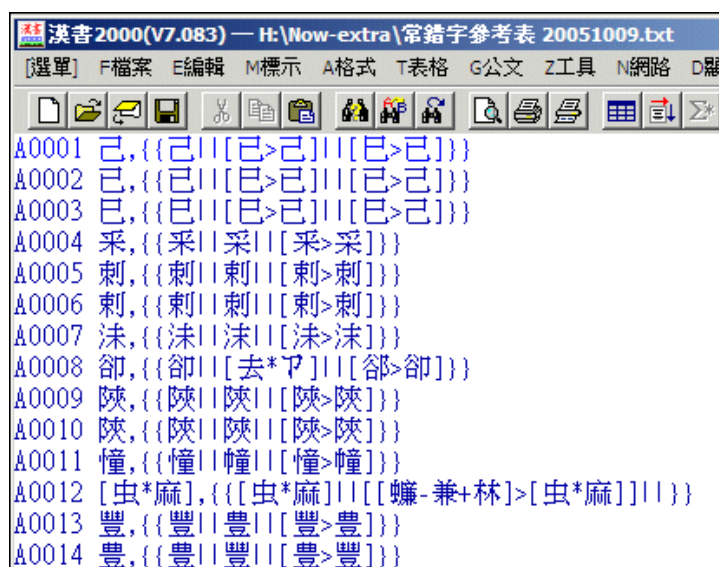 漢書2000(V7.083) — H:\Now-extra\常錯字參考表 20051009.txt
[選單] F檔案 E編輯 M標示 A格式 T表格 G公文 Z工具 N網路 D顯
A0001 己,{{己||[已>己]||[巳>己]}}
A0002 已,{{已||[己>已]||[巳>已]}}
A0003 巳,{{巳||[已>巳]||[己>巳]}}
A0004 釆,{{釆||采||[釆>采]}}
A0005 刺,{{刺||剌||[剌>刺]}}
A0006 剌,{{剌||刺||[剌>刺]}}
A0007 沬,{{沬||沫||[沬>沫]}}
A0008 卻,{{卻||[去*卩]||[郤>卻]}}
A0009 陝,{{陝||陜||[陜>陝]}}
A0010 陜,{{陜||陝||[陜>陝]}}
A0011 憧,{{憧||幢||[憧>幢]}}
A0012 [虫*麻],{{[虫*麻]||[[蠊-兼+林]>[虫*麻]]||}}
A0013 豐,{{豐||豊||[豐>豊]}}
A0014 豊,{{豊||豐||[豊>豐]}}